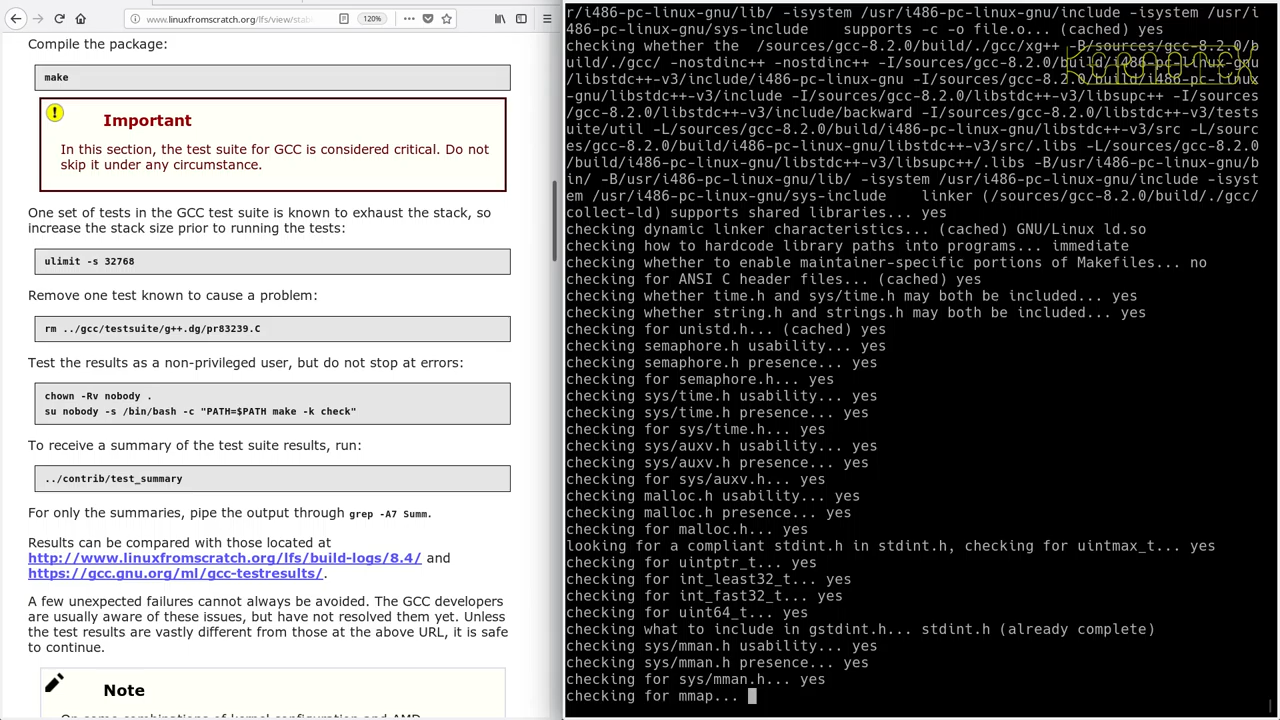 www.linuxfromscratch.org/lfs/view/stab
120%
Compile the package:
make
Important
In this section, the test suite for GCC is considered critical. Do not
skip it under any circumstance.
One set of tests in the GCC test suite is known to exhaust the stack, so
increase the stack size prior to running the tests:
ulimit -s 32768
Remove one test known to cause a problem:
rm ../gcc/testsuite/g++.dg/pr83239.C
Test the results as a non-privileged user, but do not stop at errors:
chown -Rv nobody .
su nobody -s /bin/bash -c "PATH=$PATH make -k check"
To receive a summary of the test suite results, run:
../contrib/test_summary
For only the summaries, pipe the output through grep -A7 Summ.
Results can be compared with those located at
http://www.linuxfromscratch.org/lfs/build-logs/8.4/ and
https://gcc.gnu.org/ml/gcc-testresults/.
A few unexpected failures cannot always be avoided. The GCC developers
are usually aware of these issues, but have not resolved them yet. Unless
the test results are vastly different from those at the above URL, it is safe
to continue.
Note
On some combinations of kernel configuration and AMD
r/i486-pc-linux-gnu/lib/ -isystem /usr/i486-pc-linux-gnu/include -isystem /usr/i
486-pc-linux-gnu/sys-include    supports -c -o file.o... (cached) yes
checking whether the  /sources/gcc-8.2.0/build/./gcc/xg++ -B/sources/gcc-8.2.0/b
uild/./gcc/ -nostdinc++ -nostdinc++ -I/sources/gcc-8.2.0/build/i486-pc-linux-gnu
/libstdc++-v3/include/i486-pc-linux-gnu -I/sources/gcc-8.2.0/build/i486-pc-linux
-gnu/libstdc++-v3/include -I/sources/gcc-8.2.0/libstdc++-v3/libsupc++ -I/sources
/gcc-8.2.0/libstdc++-v3/include/backward -I/sources/gcc-8.2.0/libstdc++-v3/tests
uite/util -L/sources/gcc-8.2.0/build/i486-pc-linux-gnu/libstdc++-v3/src -L/sourc
es/gcc-8.2.0/build/i486-pc-linux-gnu/libstdc++-v3/src/.libs -L/sources/gcc-8.2.0
/build/i486-pc-linux-gnu/libstdc++-v3/libsupc++/.libs -B/usr/i486-pc-linux-gnu/b
in/ -B/usr/i486-pc-linux-gnu/lib/ -isystem /usr/i486-pc-linux-gnu/include -isyst
em /usr/i486-pc-linux-gnu/sys-include    linker (/sources/gcc-8.2.0/build/./gcc/
collect-ld) supports shared libraries... yes
checking dynamic linker characteristics... (cached) GNU/Linux ld.so
checking how to hardcode library paths into programs... immediate
checking whether to enable maintainer-specific portions of Makefiles... no
checking for ANSI C header files... (cached) yes
checking whether time.h and sys/time.h may both be included... yes
checking whether string.h and strings.h may both be included... yes
checking for unistd.h... (cached) yes
checking semaphore.h usability... yes
checking semaphore.h presence... yes
checking for semaphore.h... yes
checking sys/time.h usability... yes
checking sys/time.h presence... yes
checking for sys/time.h... yes
checking sys/auxv.h usability... yes
checking sys/auxv.h presence... yes
checking for sys/auxv.h... yes
checking malloc.h usability... yes
checking malloc.h presence... yes
checking for malloc.h... yes
looking for a compliant stdint.h in stdint.h, checking for uintmax_t... yes
checking for uintptr_t... yes
checking for int_least32_t... yes
checking for int_fast32_t... yes
checking for uint64_t... yes
checking what to include in gstdint.h... stdint.h (already complete)
checking sys/mman.h usability... yes
checking sys/mman.h presence... yes
checking for sys/mman.h... yes
checking for mmap...